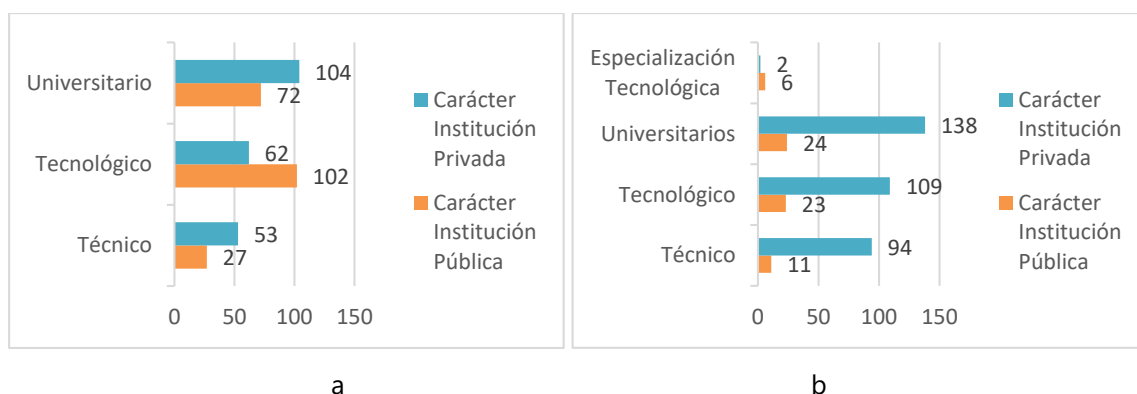 Universitario
104
72
Tecnológico
62
102
Técnico
53
27
0 50 100 150
Carácter
Institución
Privada
Carácter
Institución
Pública
a
Especialización
Tecnológica
2
6
Universitarios
138
24
Tecnológico
109
23
Técnico
94
11
0 50 100 150
Carácter
Institución
Privada
Carácter
Institución
Pública
b